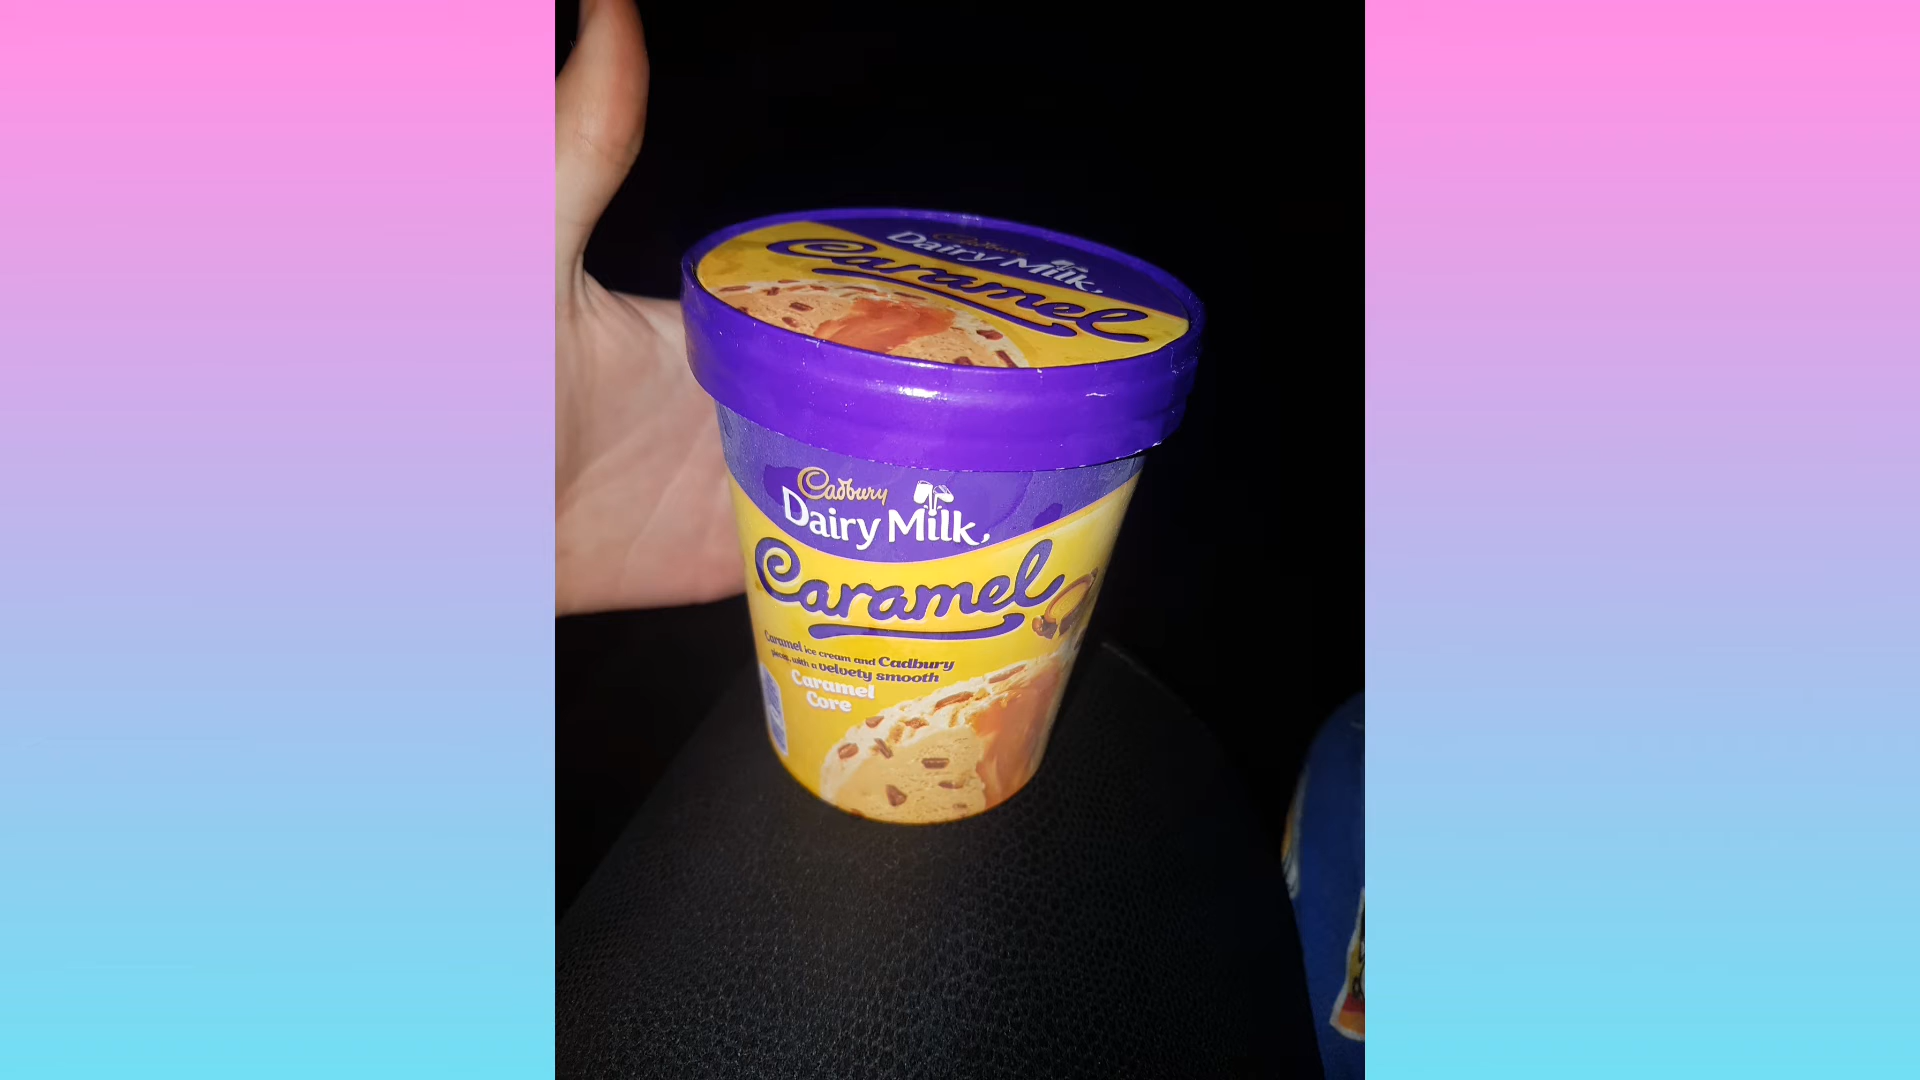 Cadbury
Dairy Milk
Caramel
Cadbury
Dairy Milk
Caramel
Caramel ice cream and Cadbury
pieces, with a velvety smooth
Caramel
Core